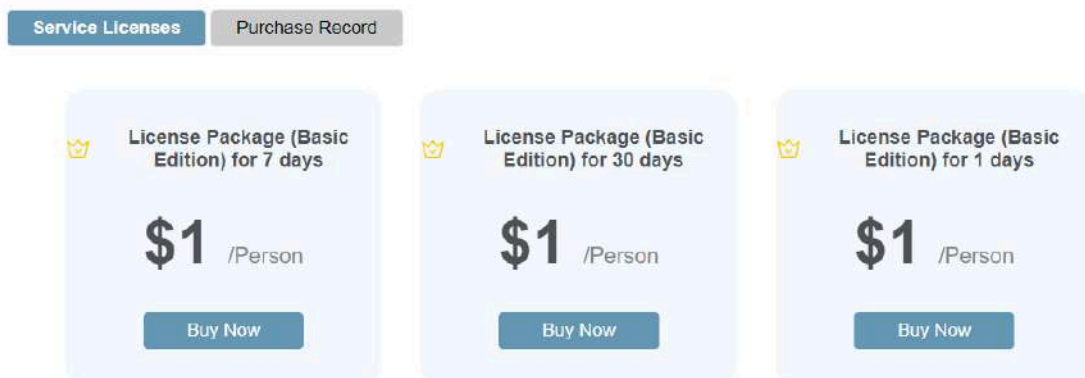 Service Licenses
Purchase Record
License Package (Basic
Edition) for 7 days
$1 /Person
Buy Now
License Package (Basic
Edition) for 30 days
$1 /Person
Buy Now
License Package (Basic
Edition) for 1 days
$1 /Person
Buy Now